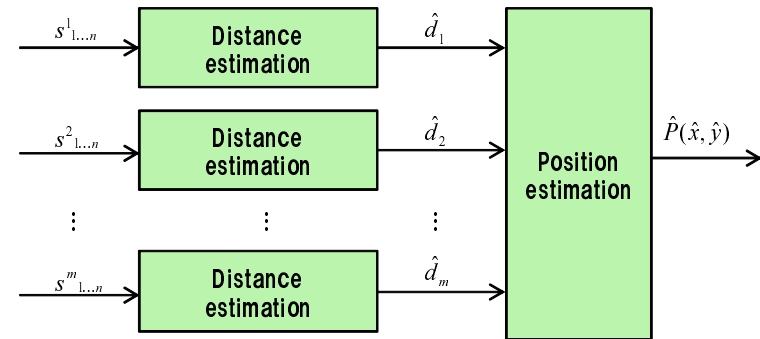 s¹₁...ₙ
Distance
estimation
d̂₁
s²₁...ₙ
Distance
estimation
d̂₂
Position
estimation
P̂(x̂, ŷ)
⋮ ⋮ ⋮
sᵐ₁...ₙ
Distance
estimation
d̂ₘ